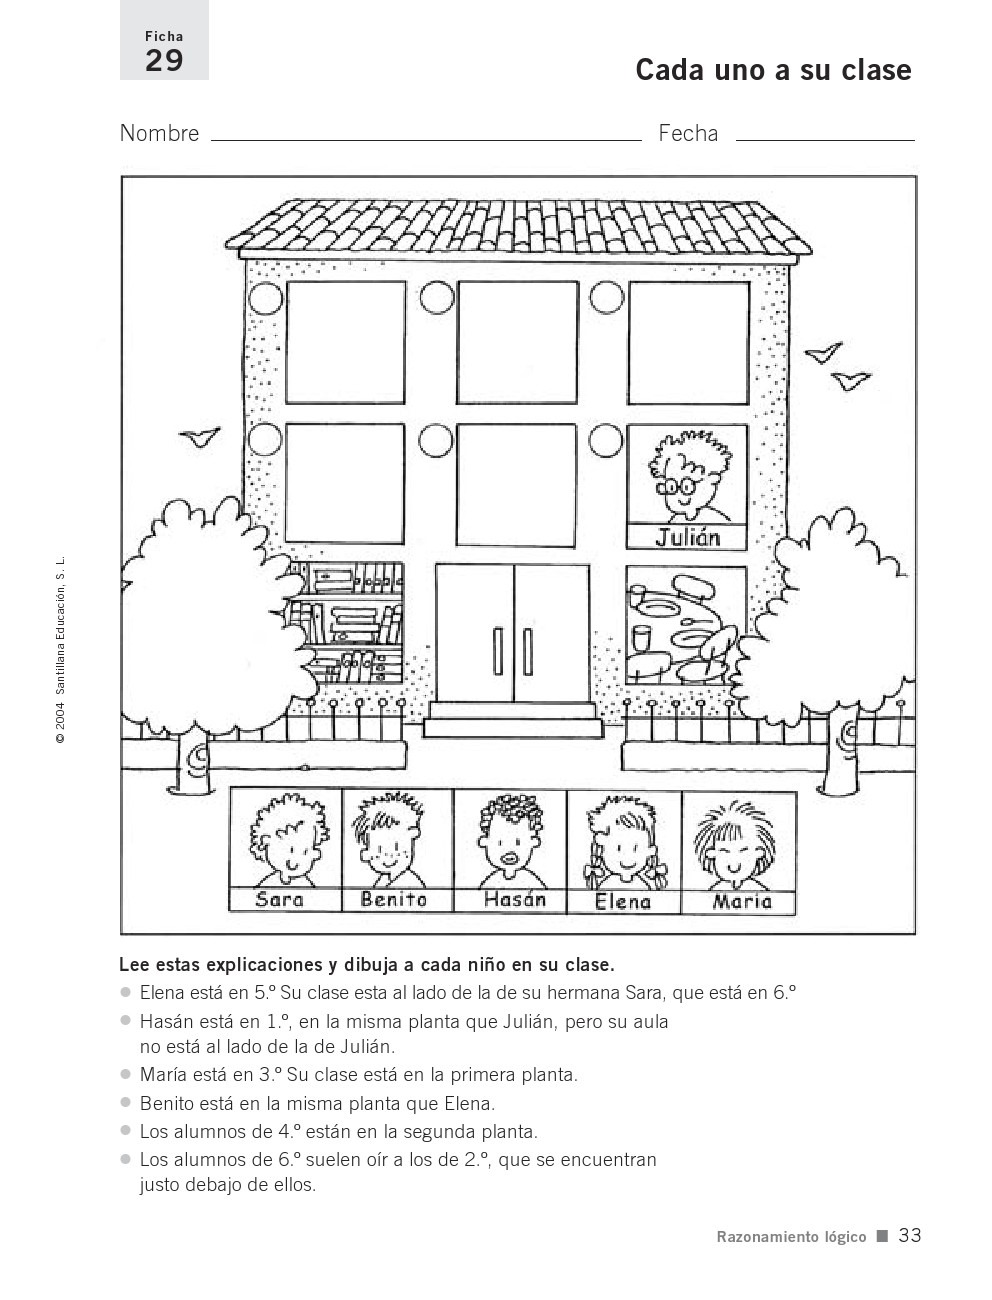 Ficha
29
Cada uno a su clase
Nombre
Fecha
Julián
© 2004 Santillana Educación, S. L.
Sara
Benito
Hasán
Elena
María
Lee estas explicaciones y dibuja a cada niño en su clase.
Elena está en 5.º Su clase esta al lado de la de su hermana Sara, que está en 6.º
Hasán está en 1.º, en la misma planta que Julián, pero su aula
no está al lado de la de Julián.
María está en 3.º Su clase está en la primera planta.
Benito está en la misma planta que Elena.
Los alumnos de 4.º están en la segunda planta.
Los alumnos de 6.º suelen oír a los de 2.º, que se encuentran
justo debajo de ellos.
Razonamiento lógico ■ 33